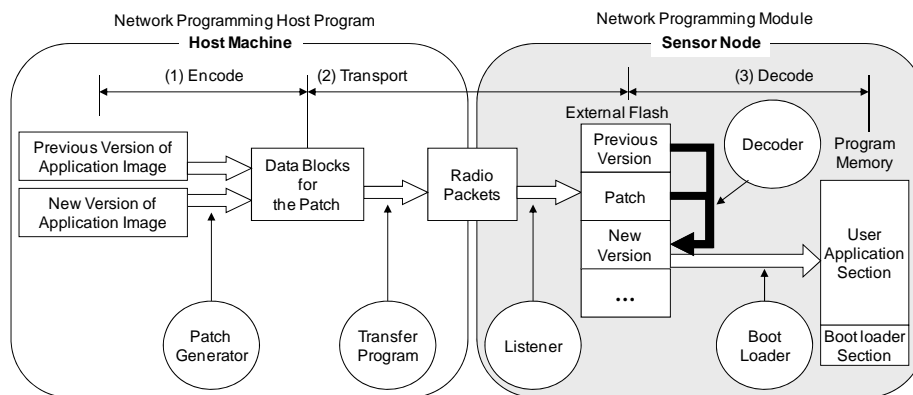 Network Programming Host Program
Host Machine
Network Programming Module
Sensor Node
(1) Encode
(2) Transport
(3) Decode
Previous Version of
Application Image
New Version of
Application Image
Data Blocks
for
the Patch
Radio
Packets
External Flash
Previous
Version
Patch
New
Version
...
Decoder
Program
Memory
User
Application
Section
Boot loader
Section
Patch
Generator
Transfer
Program
Listener
Boot
Loader